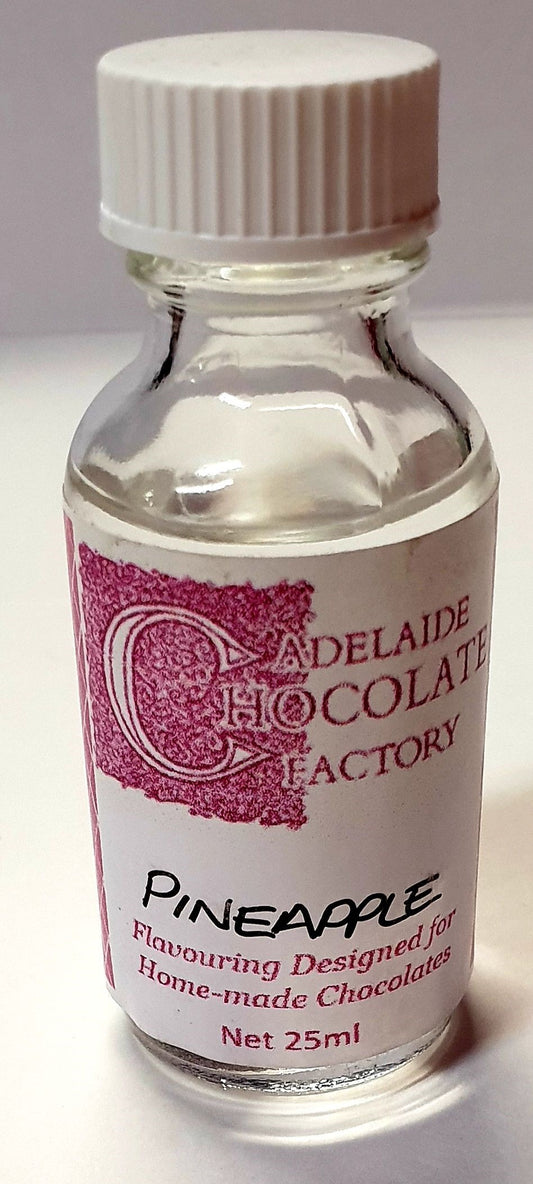 ADELAIDE
CHOCOLATE
FACTORY
PINEAPPLE
Flavouring Designed for
Home-made Chocolates
Net 25ml